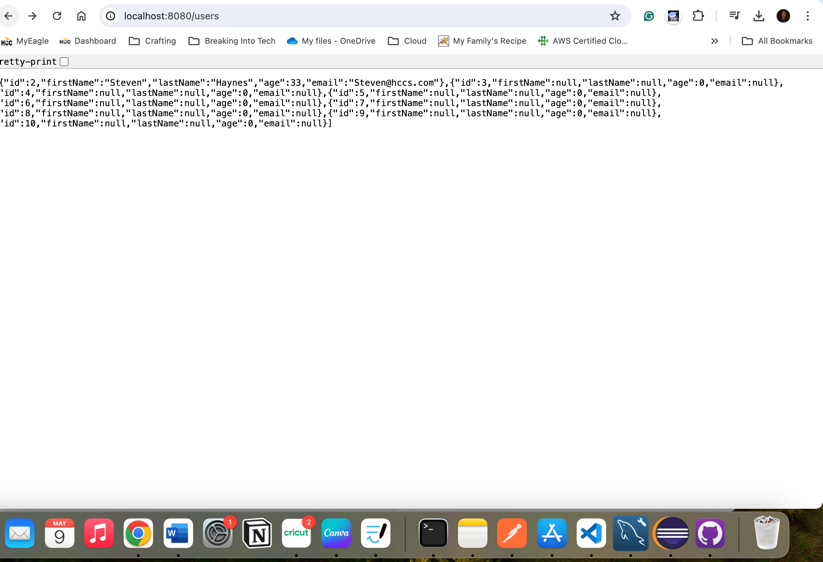 localhost:8080/users
MyEagle Dashboard Crafting Breaking Into Tech My files - OneDrive Cloud My Family's Recipe AWS Certified Clo... » All Bookmarks
retty-print
{"id":2,"firstName":"Steven","lastName":"Haynes","age":33,"email":"Steven@hccs.com"},{"id":3,"firstName":null,"lastName":null,"age":0,"email":null},
"id":4,"firstName":null,"lastName":null,"age":0,"email":null},{"id":5,"firstName":null,"lastName":null,"age":0,"email":null},
"id":6,"firstName":null,"lastName":null,"age":0,"email":null},{"id":7,"firstName":null,"lastName":null,"age":0,"email":null},
"id":8,"firstName":null,"lastName":null,"age":0,"email":null},{"id":9,"firstName":null,"lastName":null,"age":0,"email":null},
"id":10,"firstName":null,"lastName":null,"age":0,"email":null}]
MAY
9
1
2
cricut
Canva